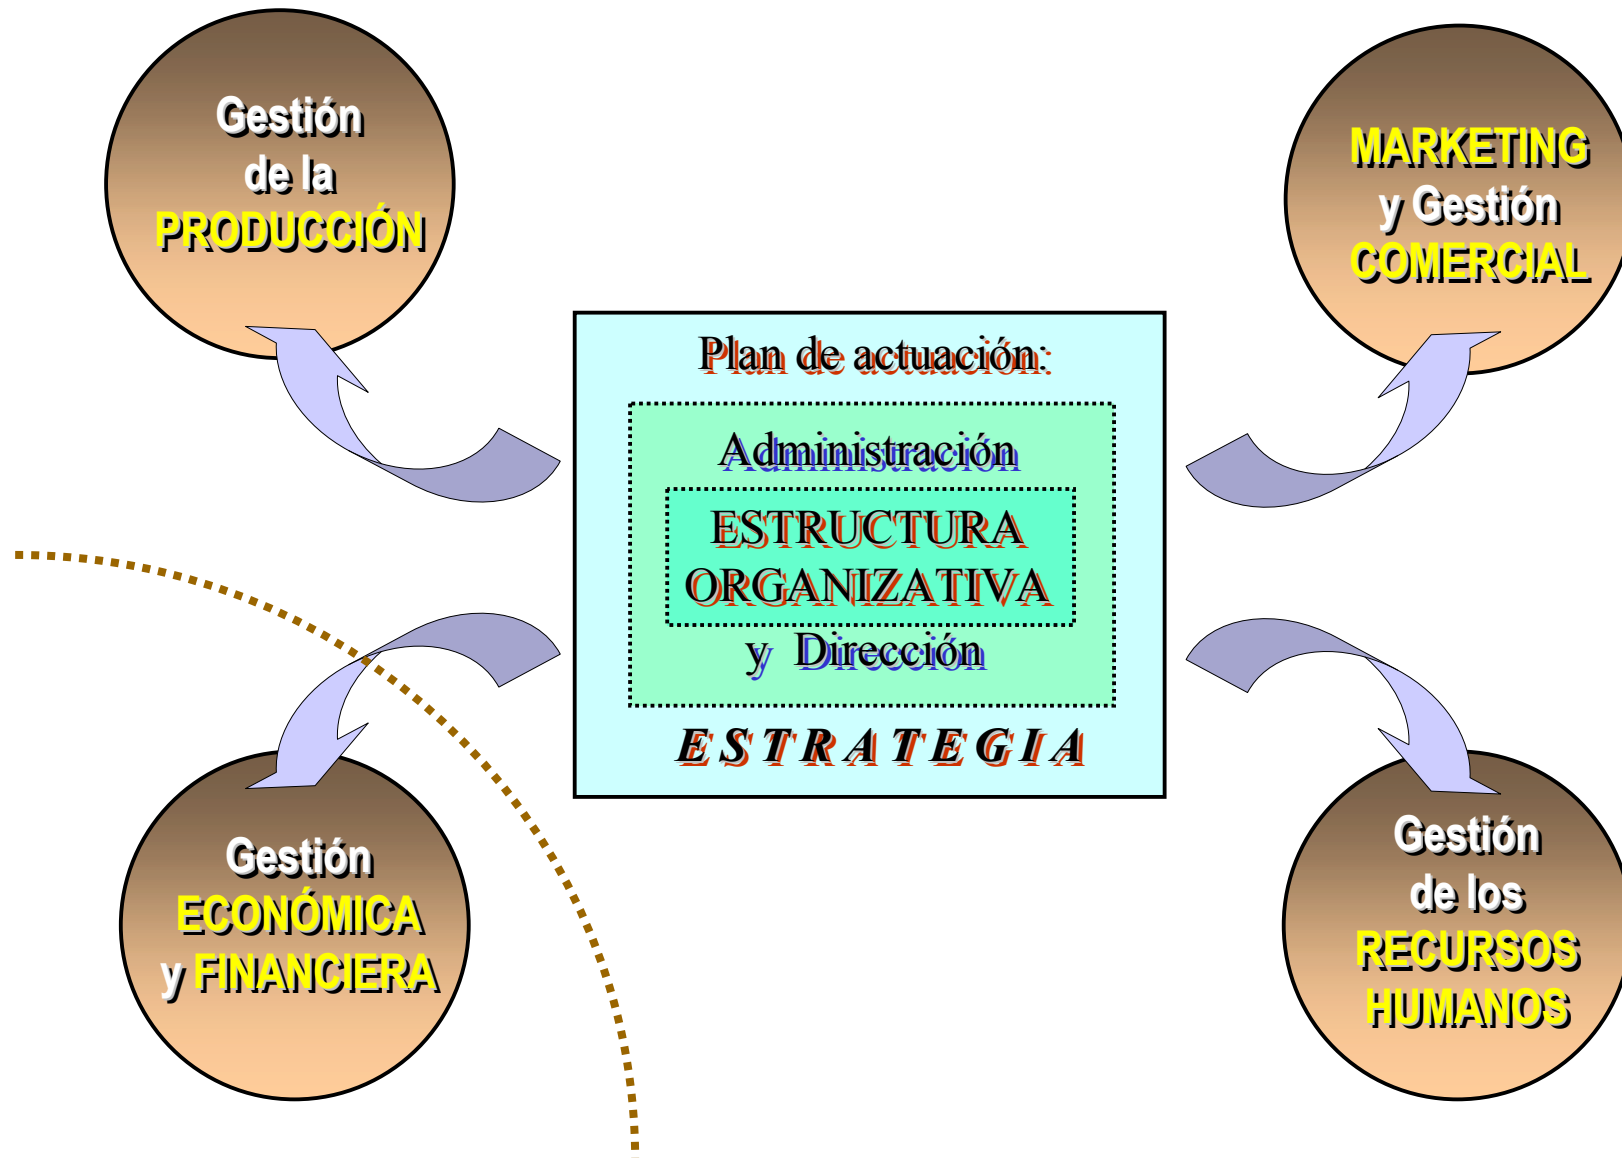 Gestión
de la
PRODUCCIÓN
MARKETING
y Gestión
COMERCIAL
Plan de actuación:
Administración
ESTRUCTURA
ORGANIZATIVA
y Dirección
E S T R A T E G I A
Gestión
ECONÓMICA
y FINANCIERA
Gestión
de los
RECURSOS
HUMANOS